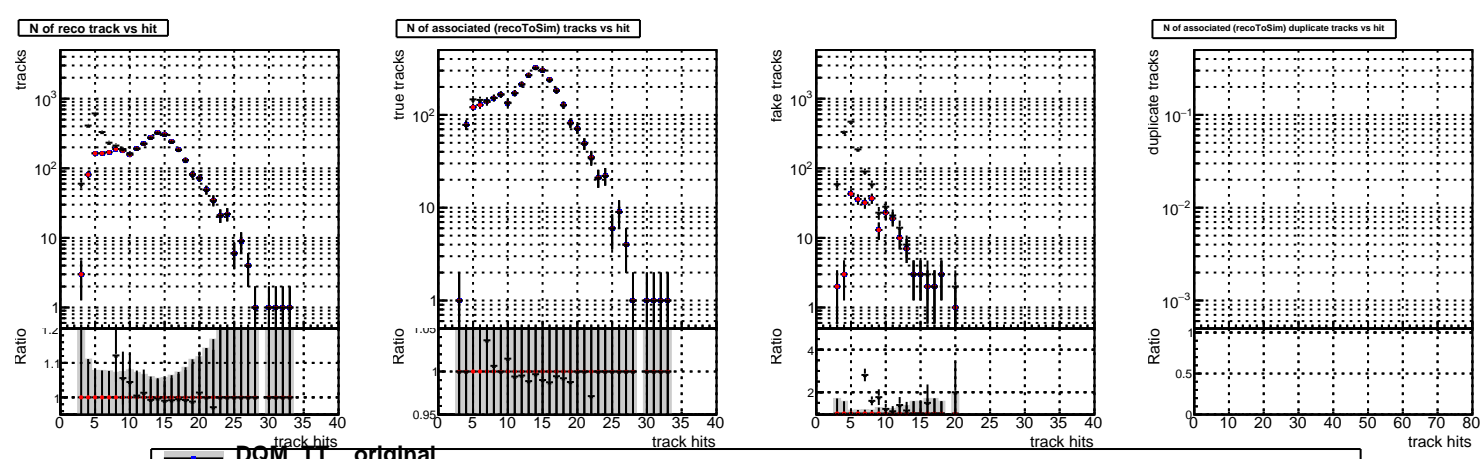 N of reco track vs hit
tracks
10³
10²
10
1
Ratio
1.2
1.1
1
0 5 10 15 20 25 30 35 40
track hits
N of associated (recoToSim) tracks vs hit
true tracks
10²
10
1
Ratio
1.05
1
0.95
0 5 10 15 20 25 30 35 40
track hits
fake tracks
10³
10²
10
1
Ratio
4
2
0 5 10 15 20 25 30 35 40
track hits
N of associated (recoToSim) duplicate tracks vs hit
duplicate tracks
10⁻¹
10⁻²
10⁻³
Ratio
1
0.5
0
0 10 20 30 40 50 60 70 80
track hits
DQM_TT_ original